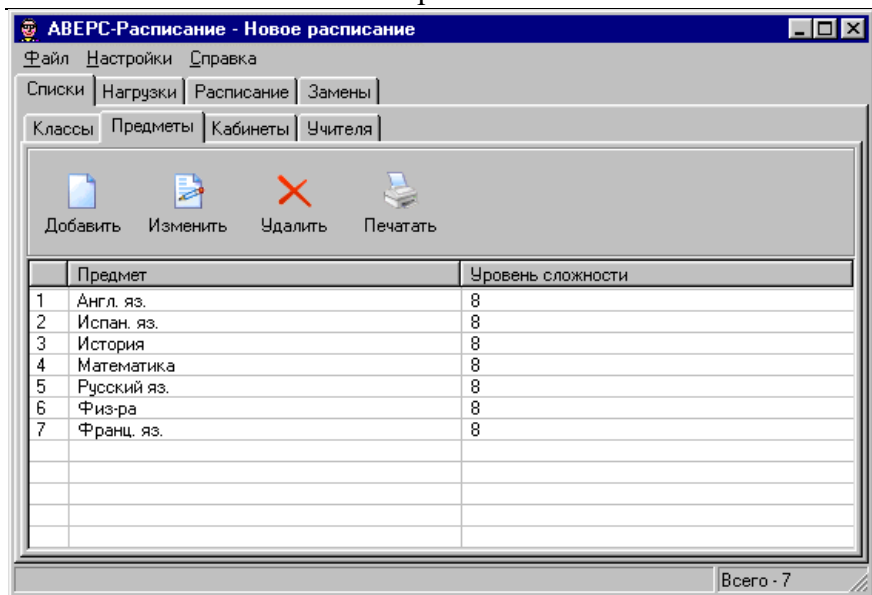 АВЕРС-Расписание - Новое расписание
Файл Настройки Справка
Списки Нагрузки Расписание Замены
Классы Предметы Кабинеты Учителя
Добавить Изменить Удалить Печатать
Предмет Уровень сложности
1 Англ. яз. 8
2 Испан. яз. 8
3 История 8
4 Математика 8
5 Русский яз. 8
6 Физ-ра 8
7 Франц. яз. 8
Всего - 7